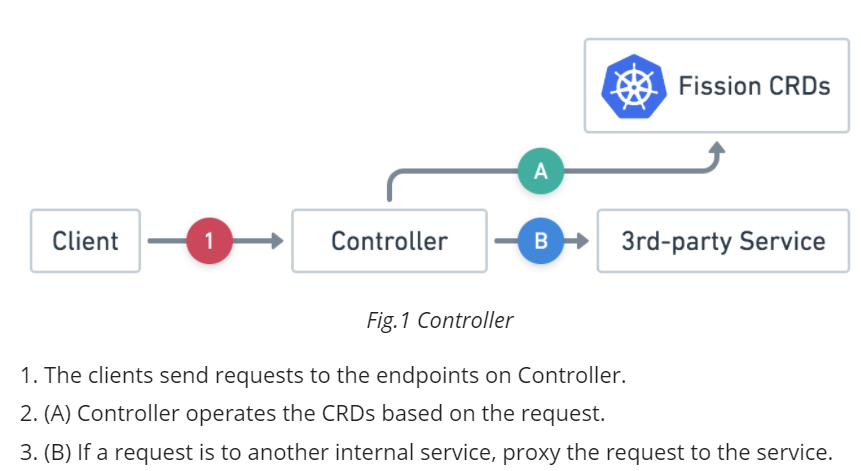 Fission CRDs
A
Client
1
Controller
B
3rd-party Service
Fig.1 Controller
1. The clients send requests to the endpoints on Controller.
2. (A) Controller operates the CRDs based on the request.
3. (B) If a request is to another internal service, proxy the request to the service.